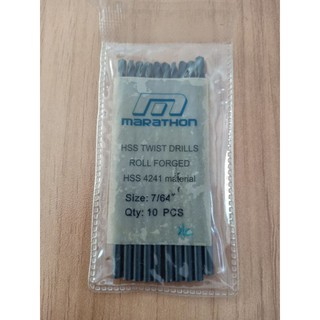 marathon
HSS TWIST DRILLS
ROLL FORGED
HSS 4241 material
Size: 7/64"
Qty: 10 PCS